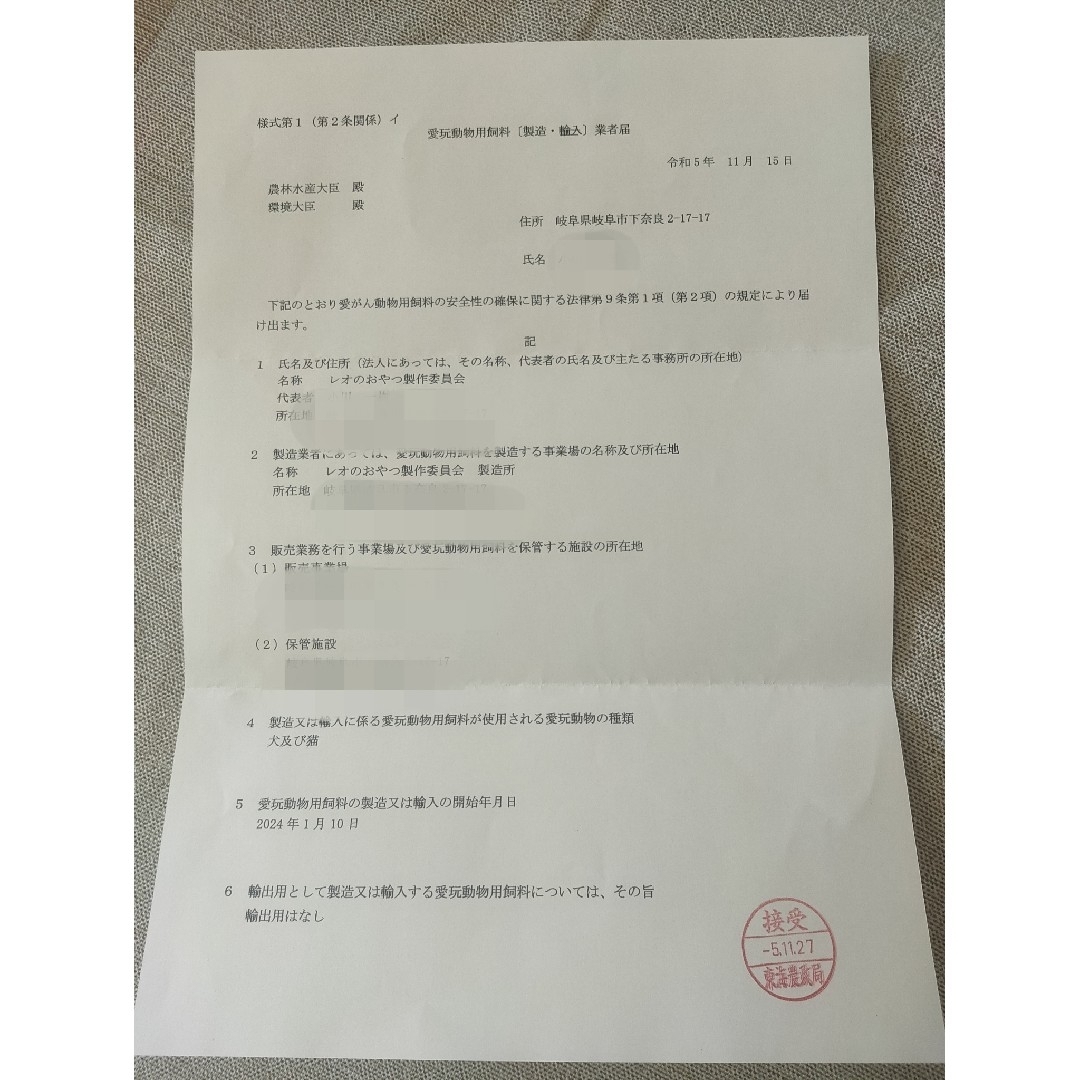 様式第１（第２条関係）イ
愛玩動物用飼料〔製造・輸入〕業者届
令和５年　11月　15日
農林水産大臣　殿
環境大臣　　　殿
住所　岐阜県岐阜市下奈良2-17-17
氏名
下記のとおり愛がん動物用飼料の安全性の確保に関する法律第９条第１項（第２項）の規定により届
け出ます。
記
１　氏名及び住所（法人にあっては、その名称、代表者の氏名及び主たる事務所の所在地）
名称　レオのおやつ製作委員会
代表者
所在地
２　製造業者にあっては、愛玩動物用飼料を製造する事業場の名称及び所在地
名称　レオのおやつ製作委員会　製造所
所在地
３　販売業務を行う事業場及び愛玩動物用飼料を保管する施設の所在地
（１）販売事業場
（２）保管施設
４　製造又は輸入に係る愛玩動物用飼料が使用される愛玩動物の種類
犬及び猫
５　愛玩動物用飼料の製造又は輸入の開始年月日
2024年１月10日
６　輸出用として製造又は輸入する愛玩動物用飼料については、その旨
輸出用はなし
接受
-5.11.27
東海農政局